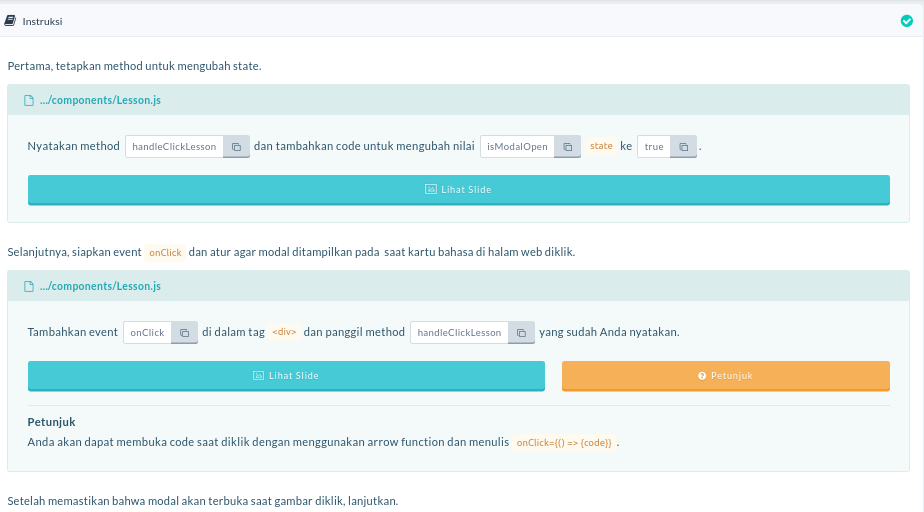 Instruksi
Pertama, tetapkan method untuk mengubah state.
.../components/Lesson.js
Nyatakan method handleClickLesson dan tambahkan code untuk mengubah nilai isModalOpen state ke true .
Lihat Slide
Selanjutnya, siapkan event onClick dan atur agar modal ditampilkan pada saat kartu bahasa di halam web diklik.
.../components/Lesson.js
Tambahkan event onClick di dalam tag <div> dan panggil method handleClickLesson yang sudah Anda nyatakan.
Lihat Slide Petunjuk
Petunjuk
Anda akan dapat membuka code saat diklik dengan menggunakan arrow function dan menulis onClick={() => {code}} .
Setelah memastikan bahwa modal akan terbuka saat gambar diklik, lanjutkan.